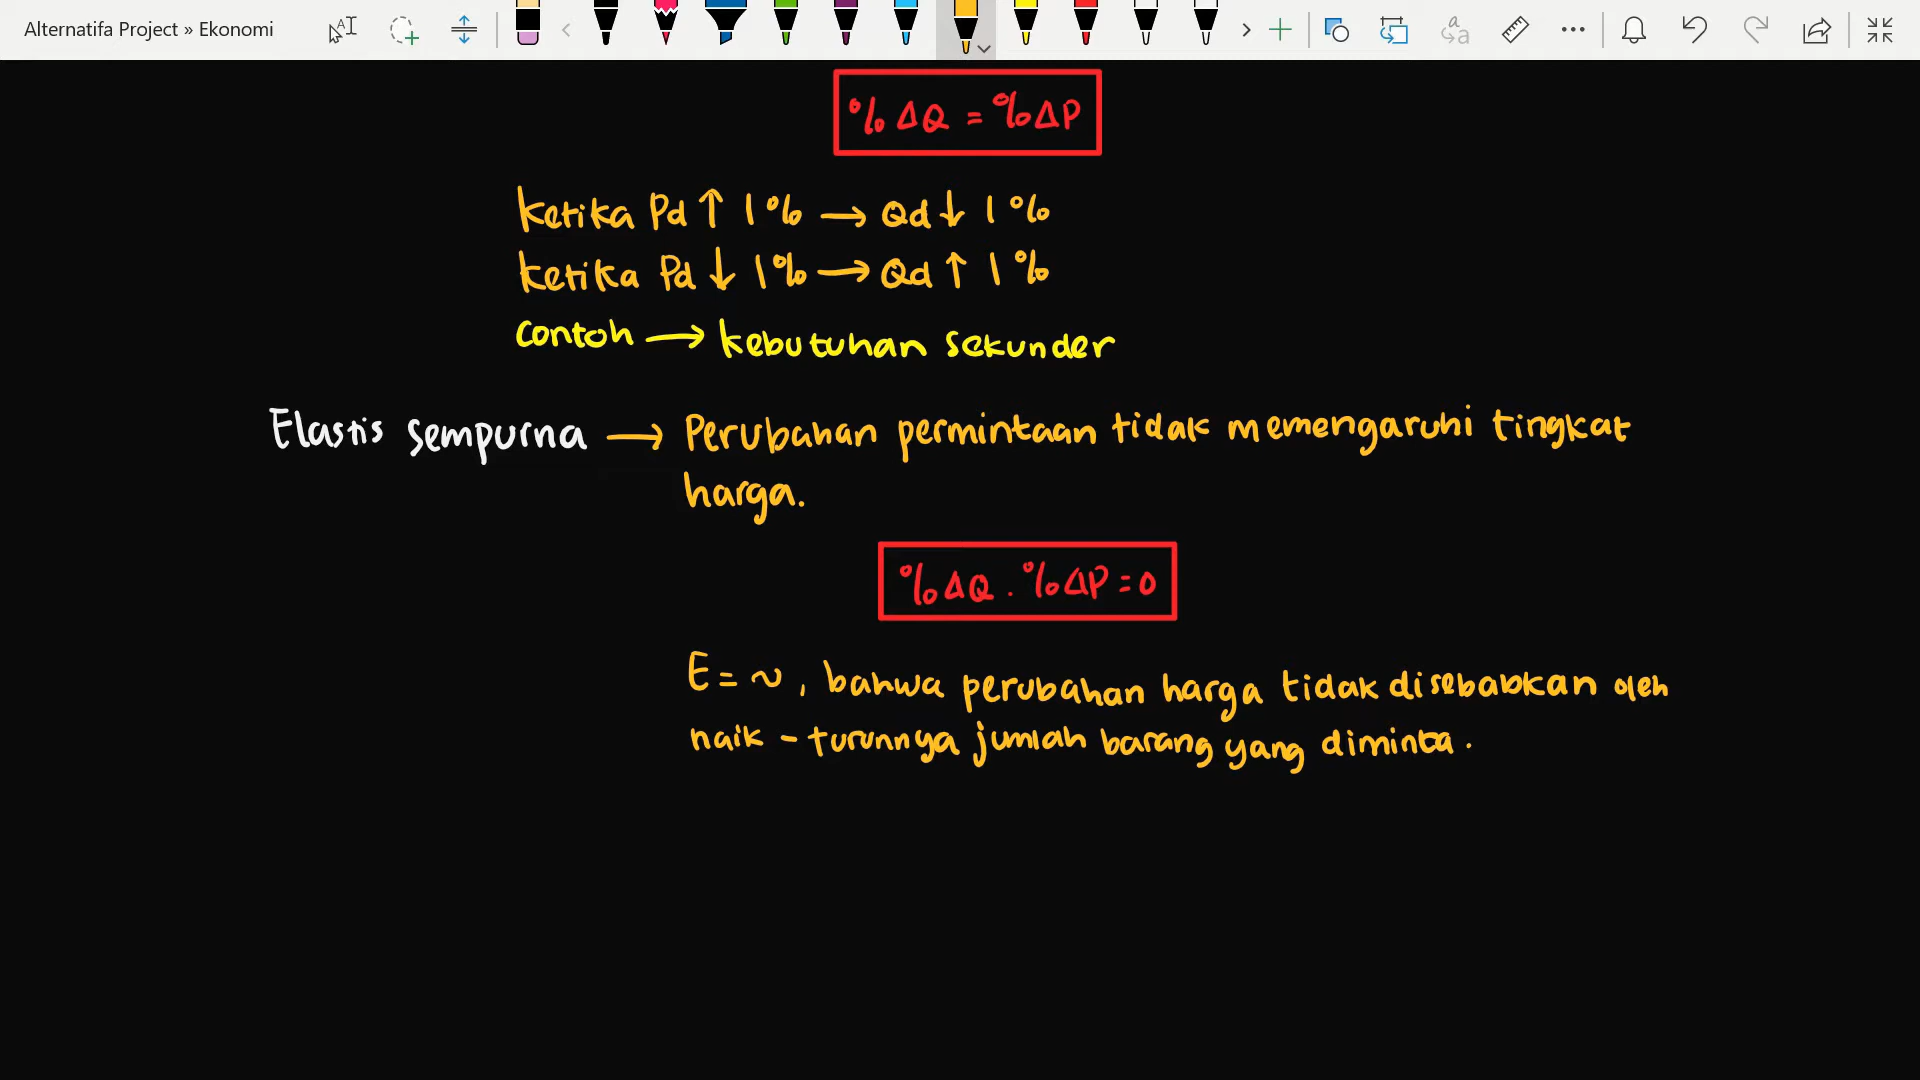 Alternatifa Project » Ekonomi
%ΔQ = %ΔP
Ketika Pd ↑ 1% → Qd ↓ 1%
Ketika Pd ↓ 1% → Qd ↑ 1%
Contoh → kebutuhan sekunder
Elastis sempurna → Perubahan permintaan tidak memengaruhi tingkat
harga.
%ΔQ . %ΔP = 0
E = ~, bahwa perubahan harga tidak disebabkan oleh
naik - turunnya jumlah barang yang diminta.